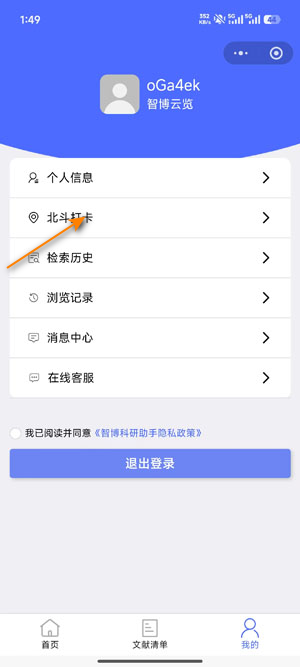 1:49
352
KB/s
5G
5G
oGa4ek
智博云览
个人信息
北斗打卡
检索历史
浏览记录
消息中心
在线客服
我已阅读并同意《智博科研助手隐私政策》
退出登录
首页
文献清单
我的